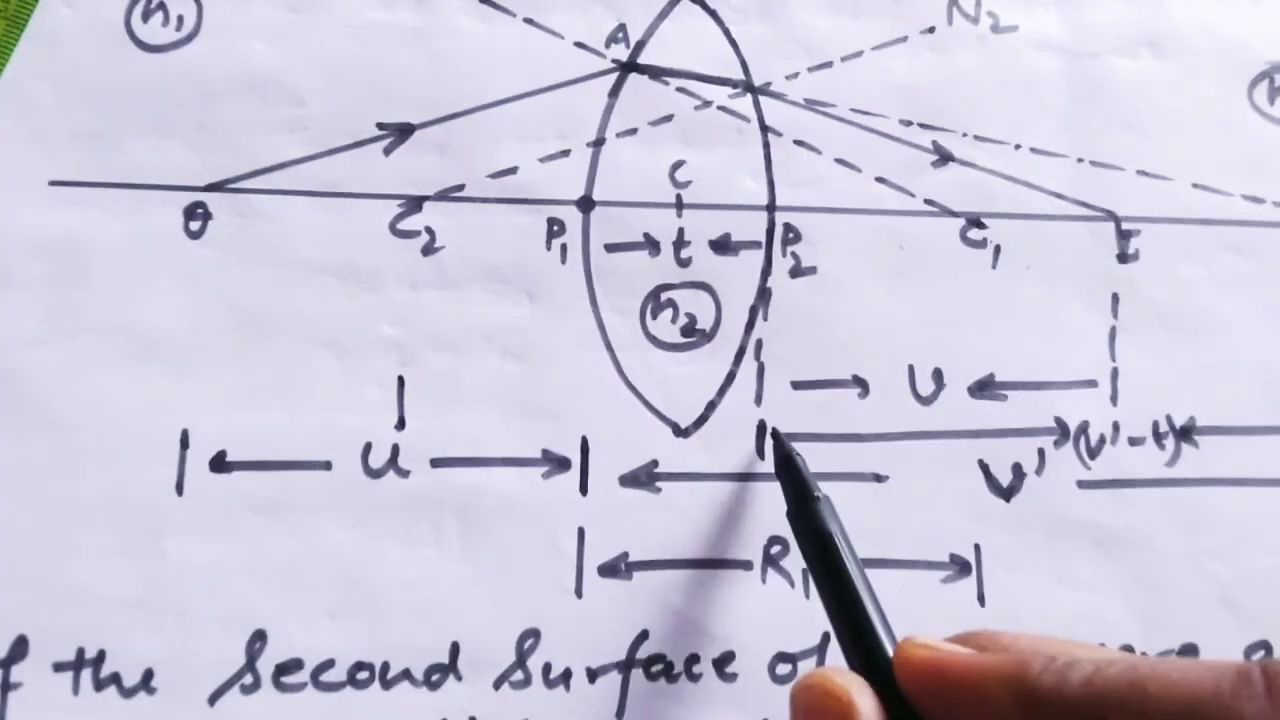 n₁
A
N₂
C
O
C₂
P₁
t
P₂
C₁
I
n₂
v
u
v'
(v'-t)
R₁
the Second Surface of